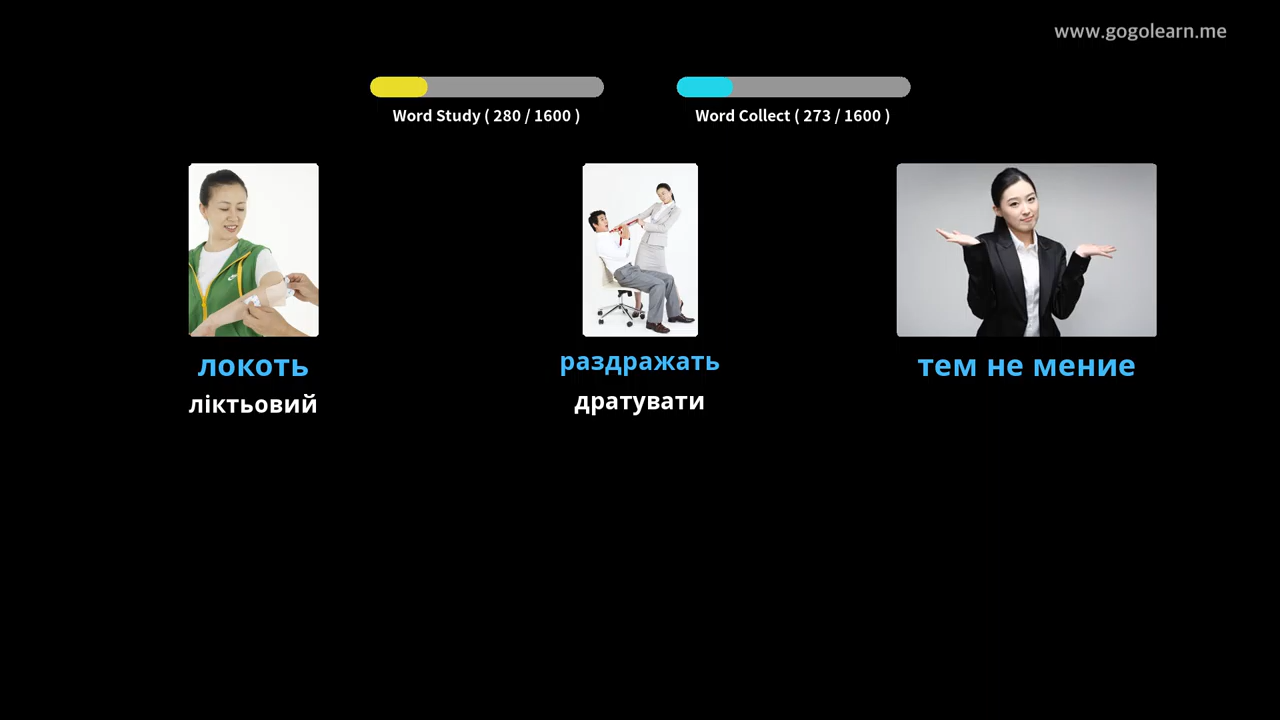 www.gogolearn.me
Word Study ( 280 / 1600 )
Word Collect ( 273 / 1600 )
локоть
ліктьовий
раздражать
дратувати
тем не мение